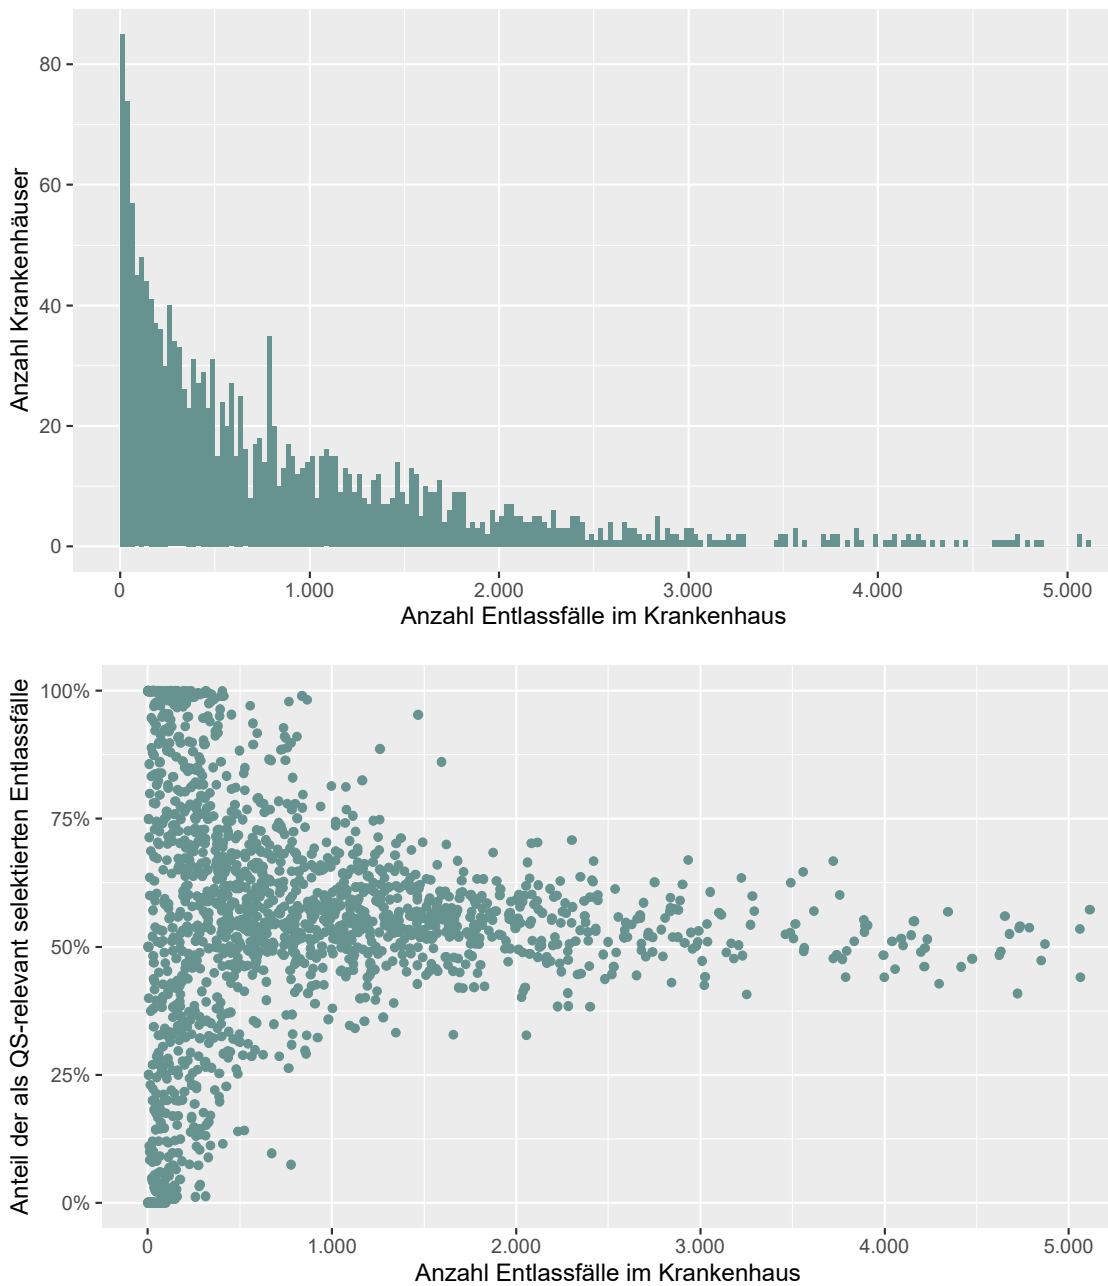 Anzahl Krankenhäuser
80
60
40
20
0
0 1.000 2.000 3.000 4.000 5.000
Anzahl Entlassfälle im Krankenhaus
Anteil der als QS-relevant selektierten Entlassfälle
100%
75%
50%
25%
0%
0 1.000 2.000 3.000 4.000 5.000
Anzahl Entlassfälle im Krankenhaus